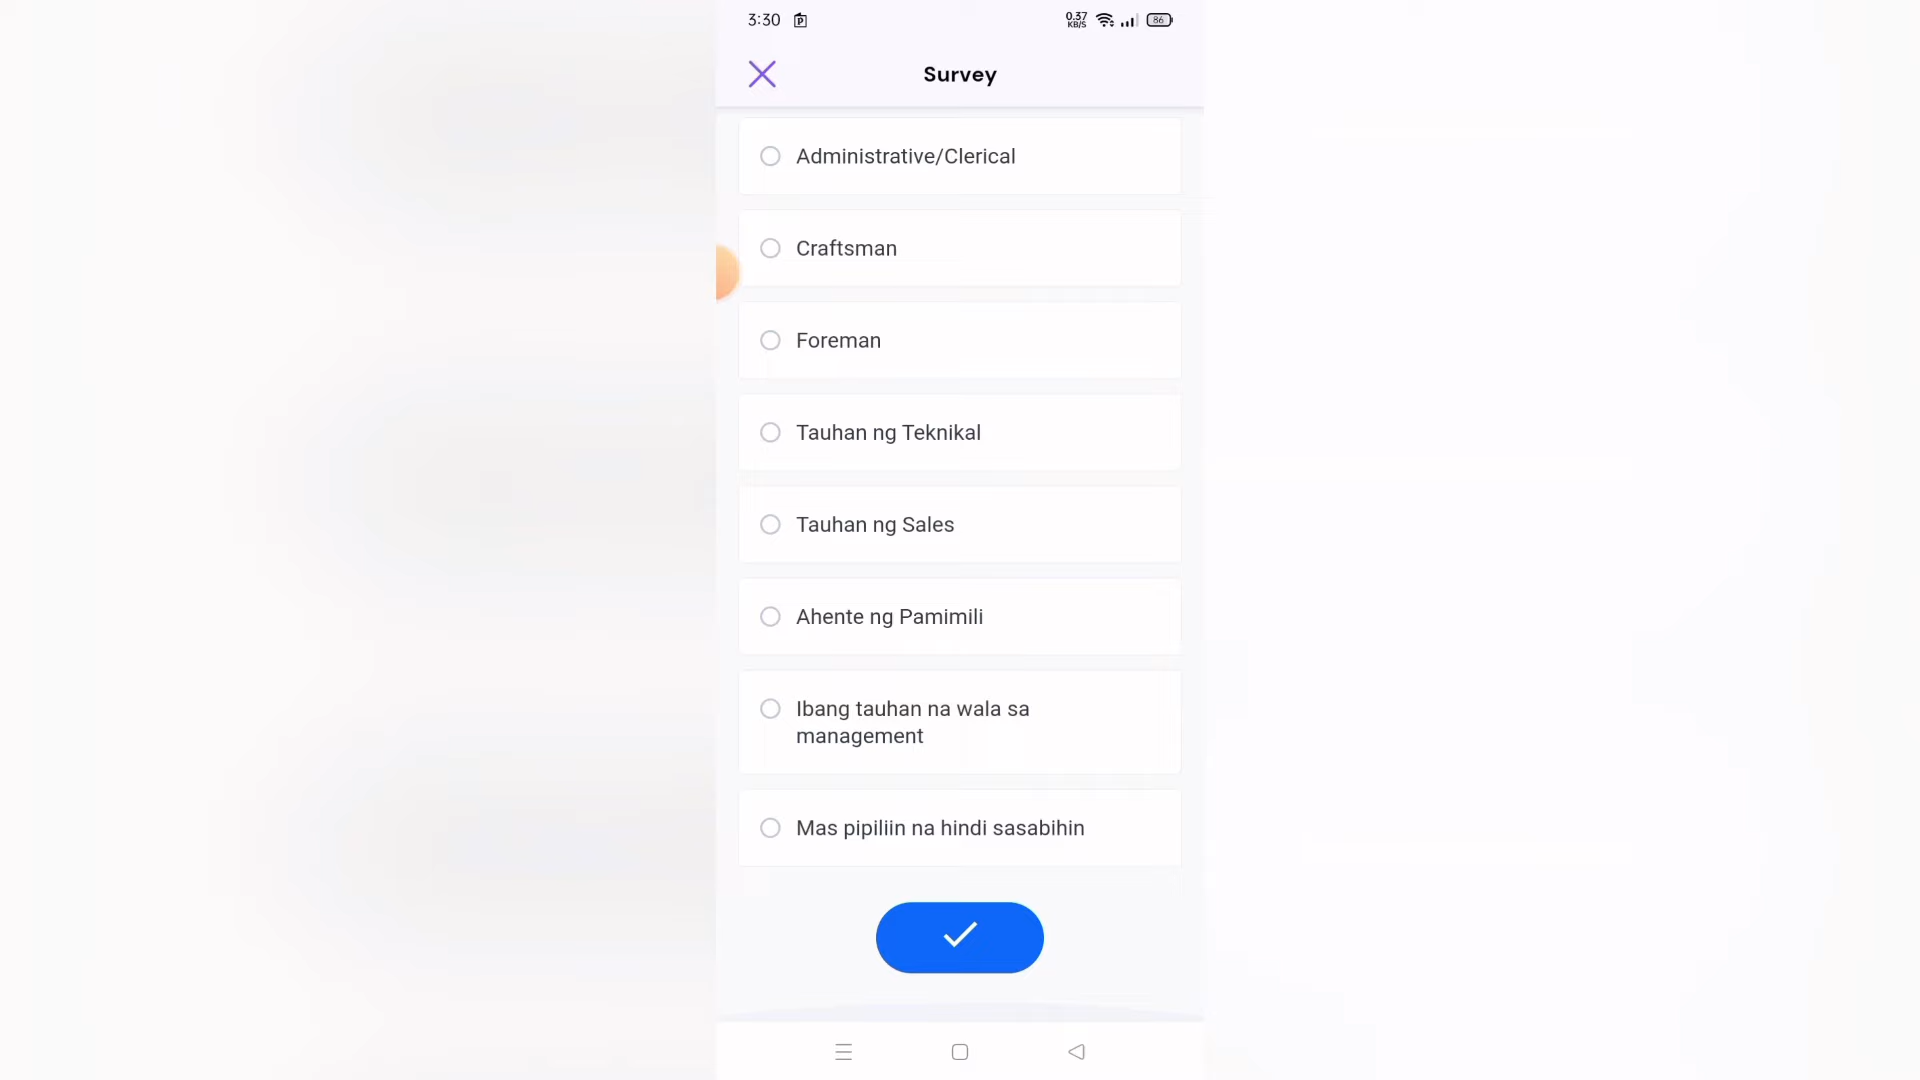 3:30
0.37
KB/S
86
Survey
Administrative/Clerical
Craftsman
Foreman
Tauhan ng Teknikal
Tauhan ng Sales
Ahente ng Pamimili
Ibang tauhan na wala sa
management
Mas pipiliin na hindi sasabihin